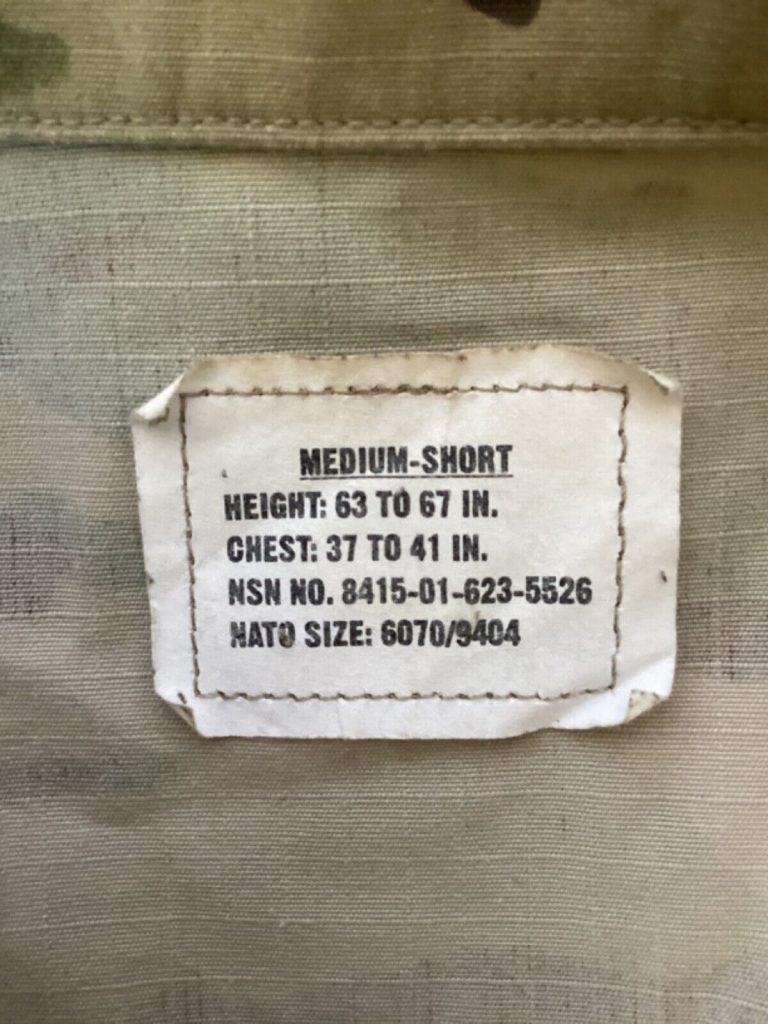 MEDIUM-SHORT
HEIGHT: 63 TO 67 IN.
CHEST: 37 TO 41 IN.
NSN NO. 8415-01-623-5526
NATO SIZE: 6070/9404